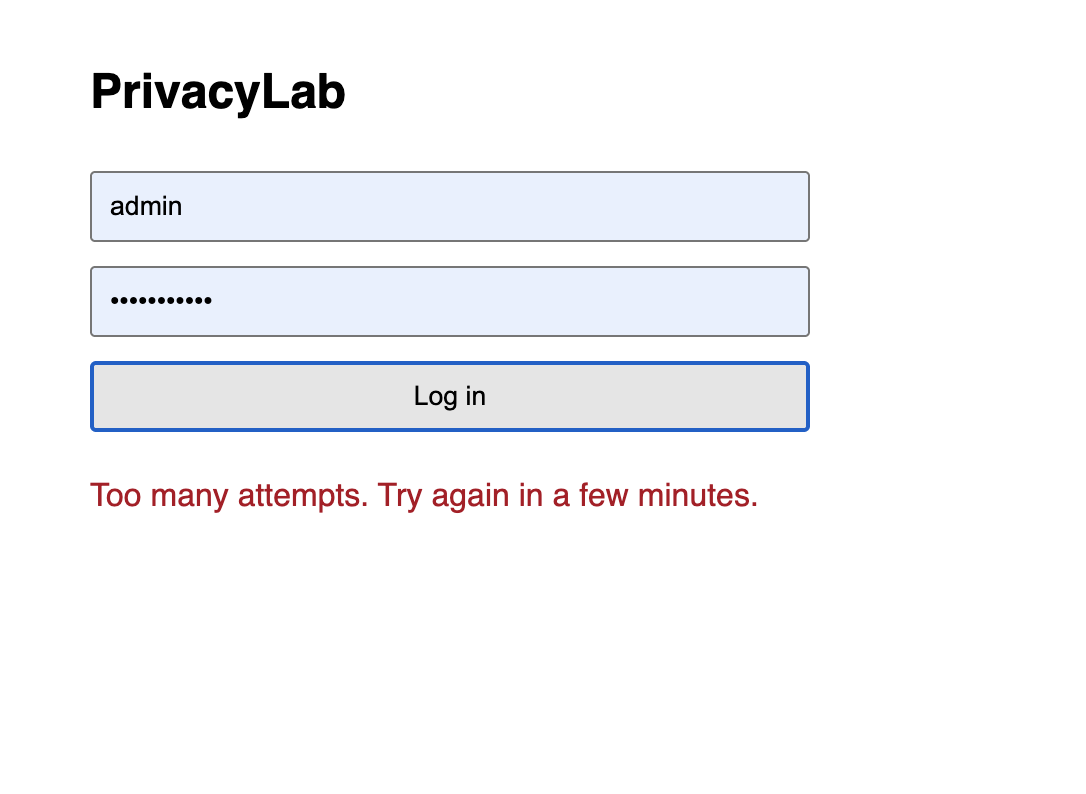 PrivacyLab
admin
•••••••••••
Log in
Too many attempts. Try again in a few minutes.